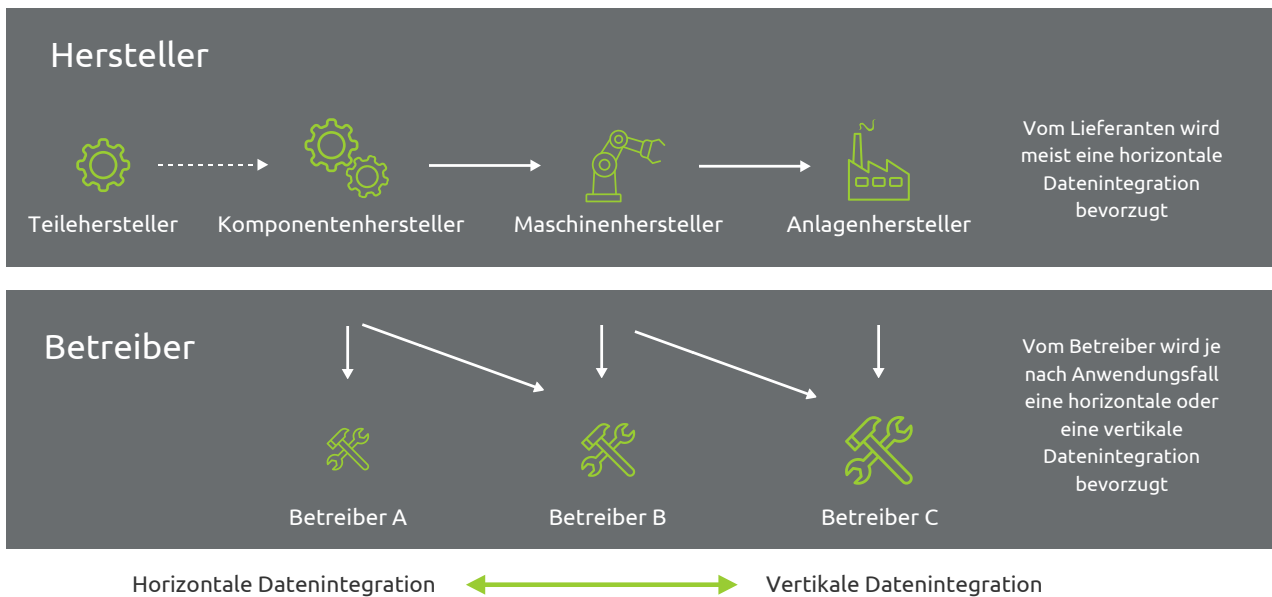 Hersteller
Teilehersteller
Komponentenhersteller
Maschinenhersteller
Anlagenhersteller
Vom Lieferanten wird
meist eine horizontale
Datenintegration
bevorzugt
Betreiber
Betreiber A
Betreiber B
Betreiber C
Vom Betreiber wird je
nach Anwendungsfall
eine horizontale oder
eine vertikale
Datenintegration
bevorzugt
Horizontale Datenintegration
Vertikale Datenintegration